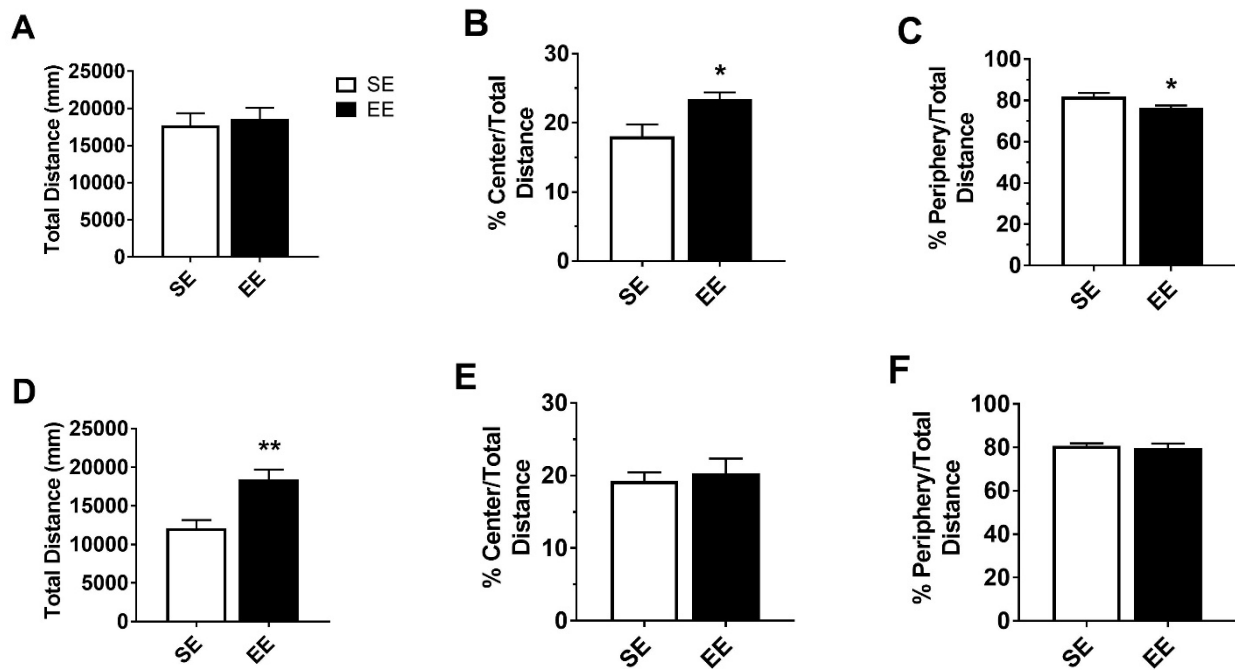 A
Total Distance (mm)
25000
20000
15000
10000
5000
0
SE
EE
SE
EE
B
% Center/Total
Distance
30
20
10
0
*
SE
EE
C
% Periphery/Total
Distance
100
80
60
40
20
0
*
SE
EE
D
Total Distance (mm)
25000
20000
15000
10000
5000
0
**
SE
EE
E
% Center/Total
Distance
30
20
10
0
SE
EE
F
% Periphery/Total
Distance
100
80
60
40
20
0
SE
EE